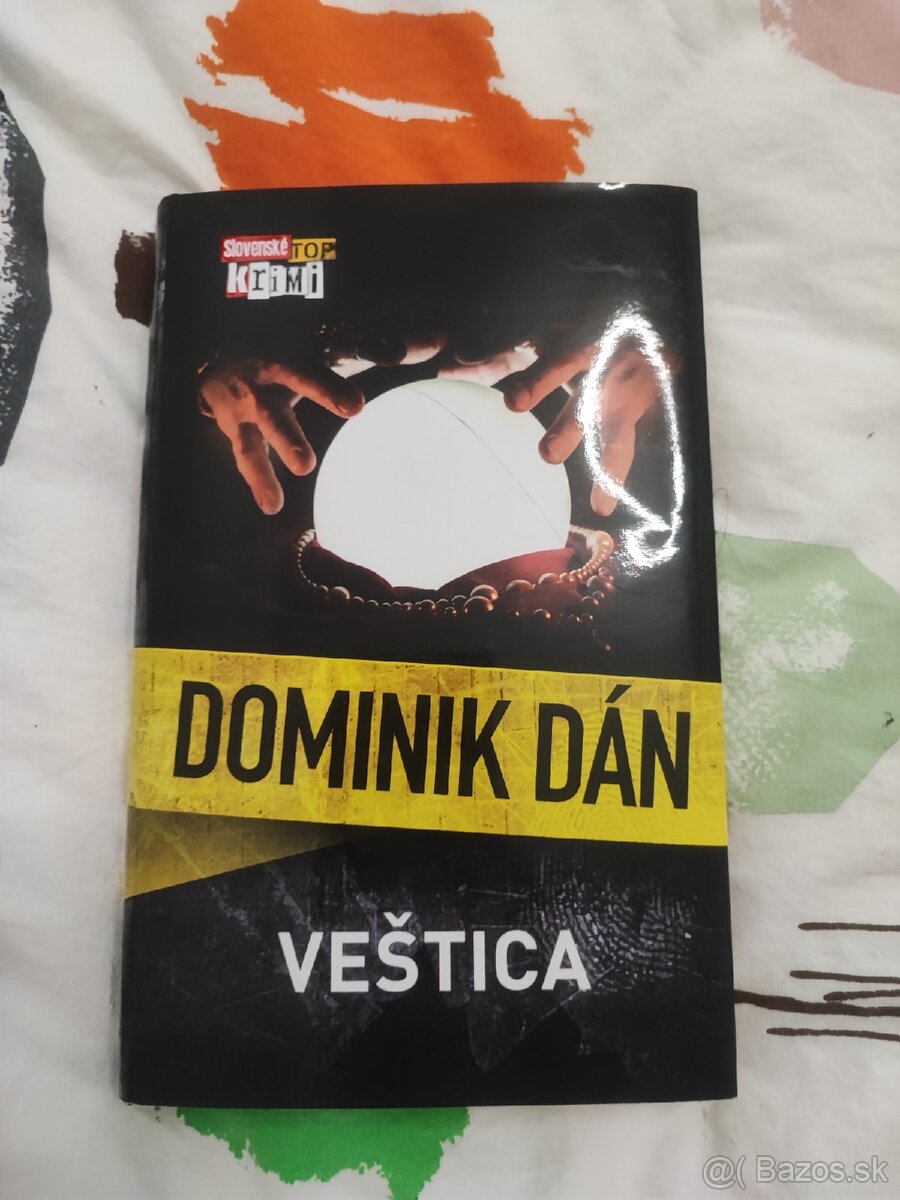 Slovenské TOP
Krimi
DOMINIK DÁN
VEŠTICA
@( Bazos.sk